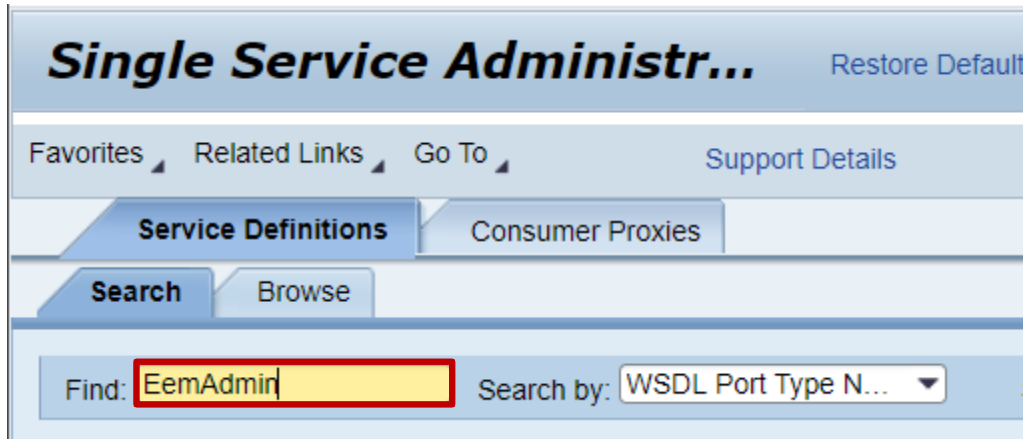 Single Service Administr... Restore Default
Favorites Related Links Go To Support Details
Service Definitions Consumer Proxies
Search Browse
Find: EemAdmin Search by: WSDL Port Type N...